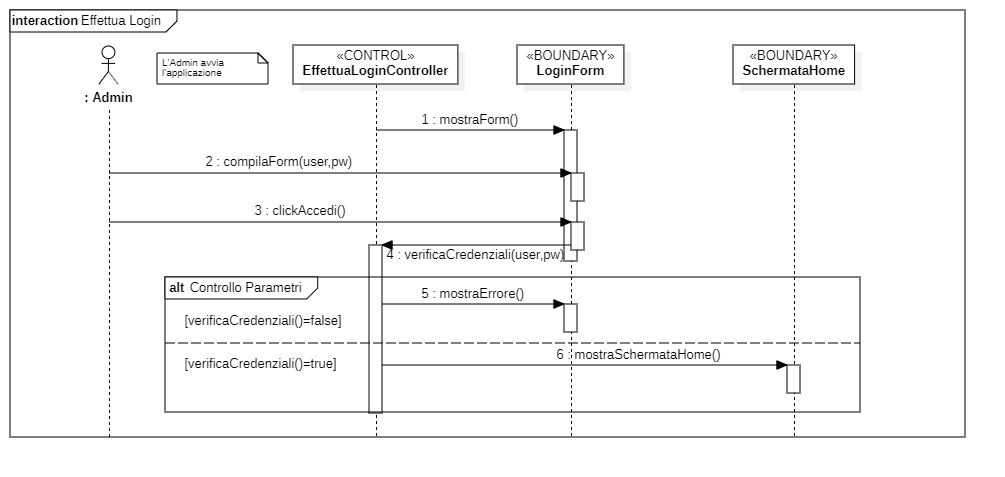 interaction Effettua Login
L'Admin avvia
l'applicazione
: Admin
«CONTROL»
EffettuaLoginController
«BOUNDARY»
LoginForm
«BOUNDARY»
SchermataHome
1 : mostraForm()
2 : compilaForm(user,pw)
3 : clickAccedi()
4 : verificaCredenziali(user,pw)
alt Controllo Parametri
5 : mostraErrore()
[verificaCredenziali()=false]
6 : mostraSchermataHome()
[verificaCredenziali()=true]